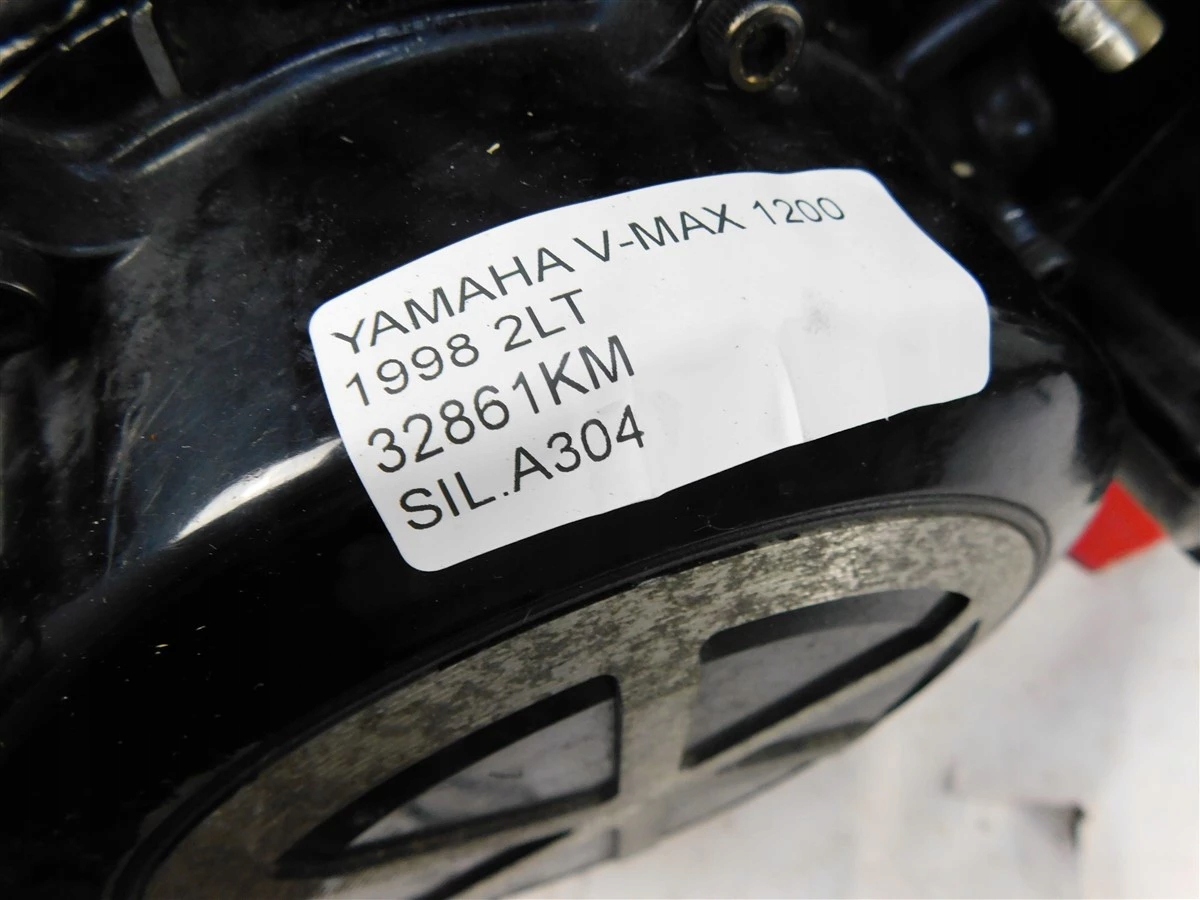 YAMAHA V-MAX 1200
1998 2LT
32861KM
SIL.A304